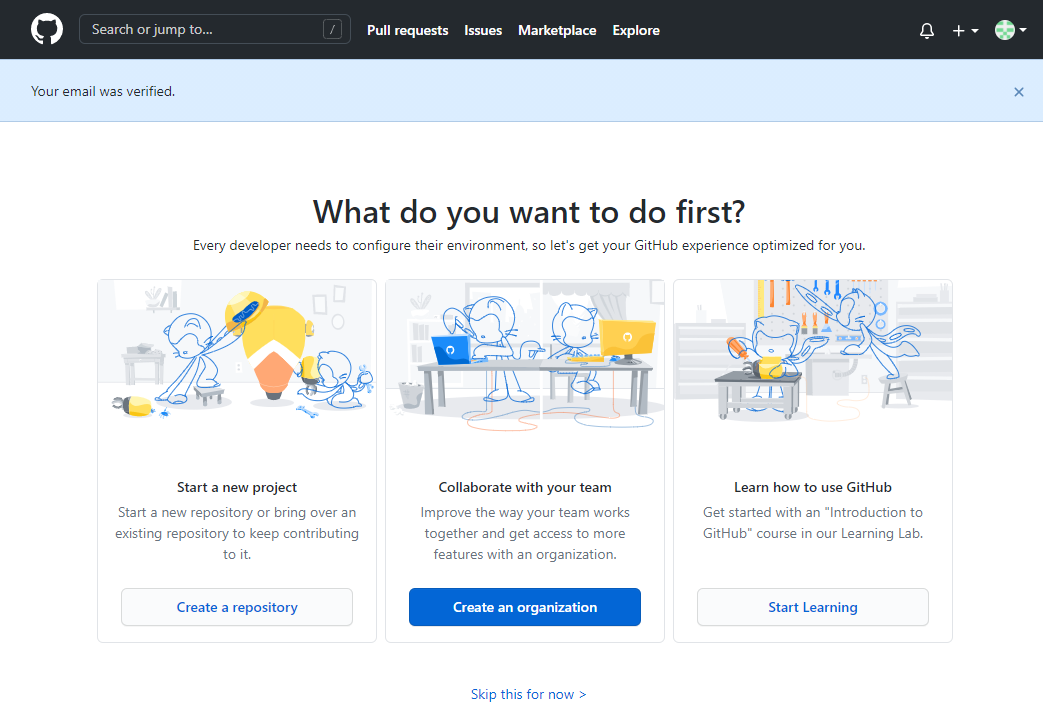 Search or jump to... /
Pull requests Issues Marketplace Explore
Your email was verified.
What do you want to do first?
Every developer needs to configure their environment, so let's get your GitHub experience optimized for you.
Start a new project
Start a new repository or bring over an
existing repository to keep contributing
to it.
Create a repository
Collaborate with your team
Improve the way your team works
together and get access to more
features with an organization.
Create an organization
Learn how to use GitHub
Get started with an "Introduction to
GitHub" course in our Learning Lab.
Start Learning
Skip this for now >